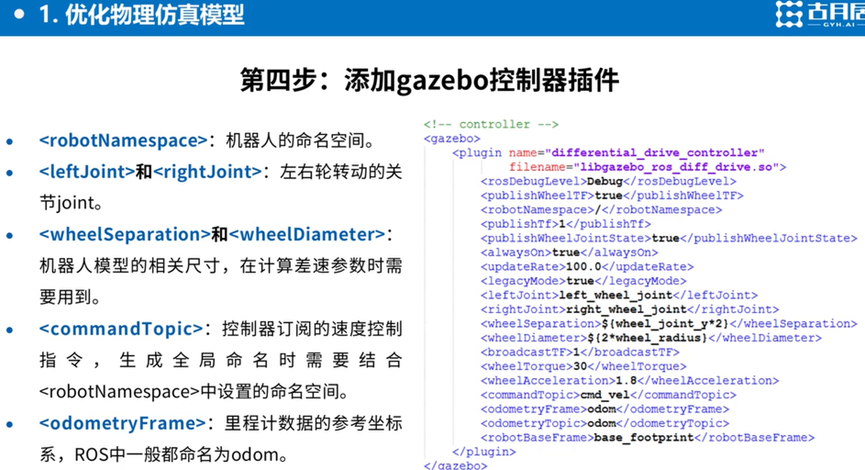 • 1. 优化物理仿真模型
古月居
GYH.AI
第四步：添加gazebo控制器插件
• <robotNamespace>：机器人的命名空间。
• <leftJoint>和<rightJoint>：左右轮转动的关
节joint。
• <wheelSeparation>和<wheelDiameter>：
机器人模型的相关尺寸，在计算差速参数时需
要用到。
• <commandTopic>：控制器订阅的速度控制
指令，生成全局命名时需要结合
<robotNamespace>中设置的命名空间。
• <odometryFrame>：里程计数据的参考坐标
系，ROS中一般都命名为odom。
<!-- controller -->
<gazebo>
<plugin name="differential_drive_controller"
filename="libgazebo_ros_diff_drive.so">
<rosDebugLevel>Debug</rosDebugLevel>
<publishWheelTF>true</publishWheelTF>
<robotNamespace>/</robotNamespace>
<publishTf>1</publishTf>
<publishWheelJointState>true</publishWheelJointState>
<alwaysOn>true</alwaysOn>
<updateRate>100.0</updateRate>
<legacyMode>true</legacyMode>
<leftJoint>left_wheel_joint</leftJoint>
<rightJoint>right_wheel_joint</rightJoint>
<wheelSeparation>${wheel_joint_y*2}</wheelSeparation>
<wheelDiameter>${2*wheel_radius}</wheelDiameter>
<broadcastTF>1</broadcastTF>
<wheelTorque>30</wheelTorque>
<wheelAcceleration>1.8</wheelAcceleration>
<commandTopic>cmd_vel</commandTopic>
<odometryFrame>odom</odometryFrame>
<odometryTopic>odom</odometryTopic>
<robotBaseFrame>base_footprint</robotBaseFrame>
</plugin>
</gazebo>